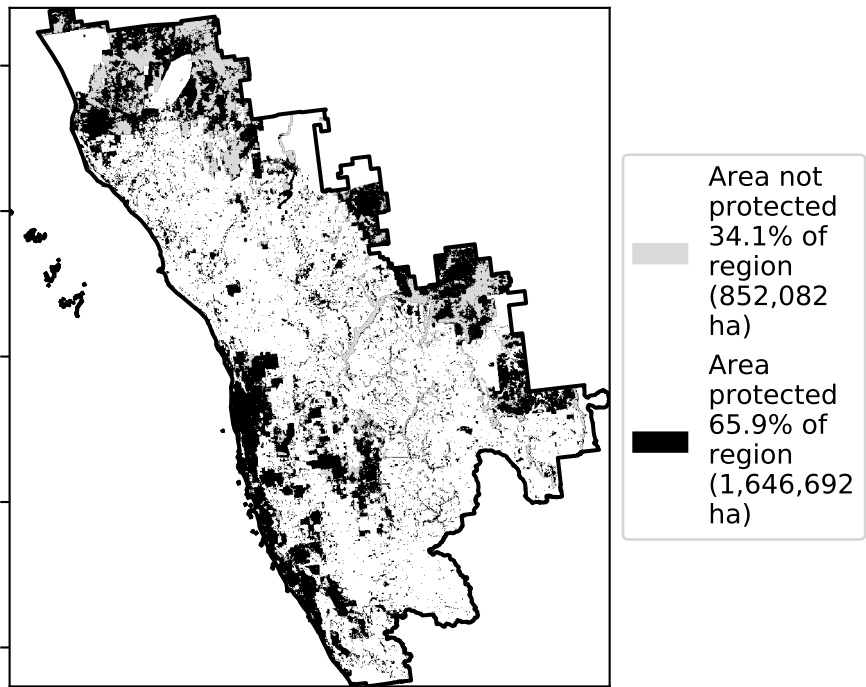 Area not
protected
34.1% of
region
(852,082
ha)
Area
protected
65.9% of
region
(1,646,692
ha)